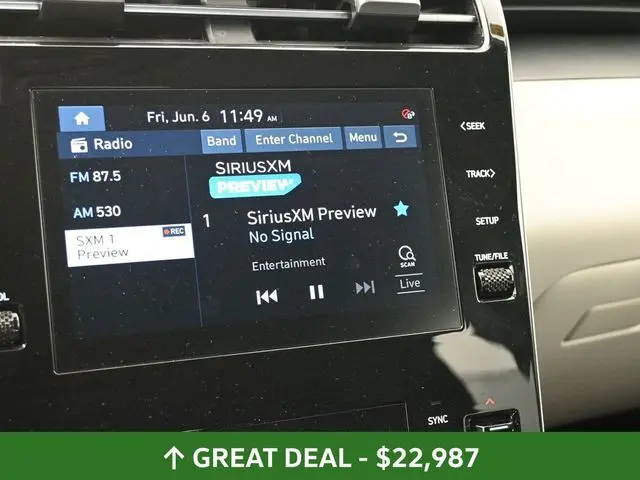 Fri, Jun. 6 11:49 AM
Radio Band Enter Channel Menu
FM 87.5
AM 530
SXM 1 REC
Preview
SIRIUSXM
PREVIEW
1 SiriusXM Preview
No Signal
Entertainment
SCAN
Live
SEEK
TRACK
SETUP
TUNE/FILE
OL
SYNC
↑ GREAT DEAL - $22,987